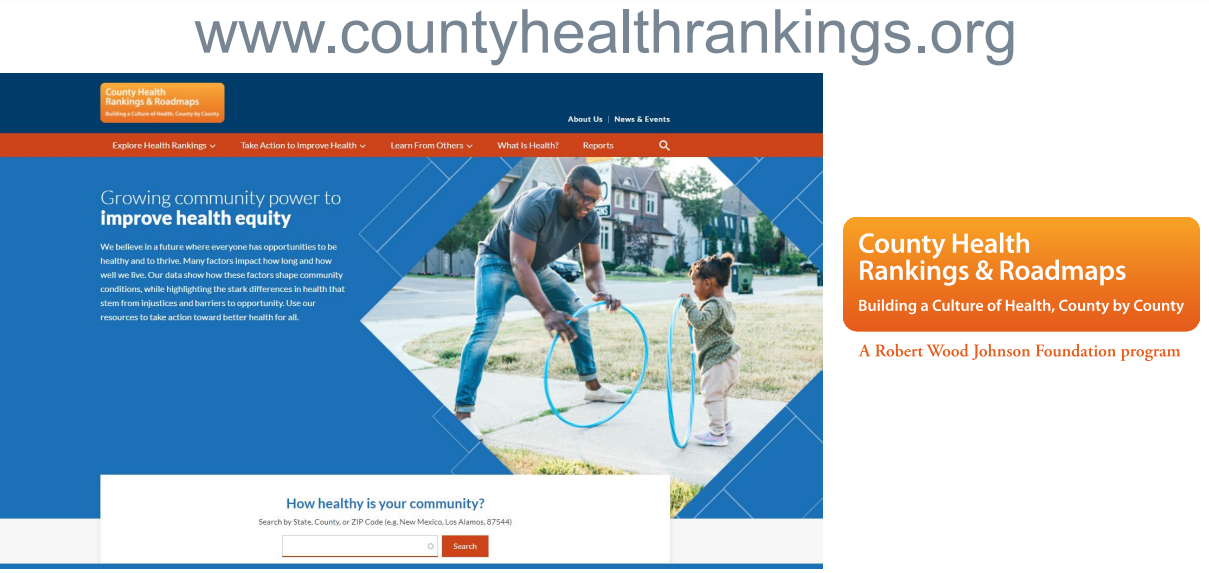 www.countyhealthrankings.org
County Health
Rankings & Roadmaps
Building a Culture of Health, County by County
About Us | News & Events
Explore Health Rankings
Take Action to Improve Health
Learn From Others
What Is Health?
Reports
Growing community power to
improve health equity
We believe in a future where everyone has opportunities to be
healthy and to thrive. Many factors impact how long and how
well we live. Our data show how these factors shape community
conditions, while highlighting the stark differences in health that
stem from injustices and barriers to opportunity. Use our
resources to take action toward better health for all.
How healthy is your community?
Search by State, County, or ZIP Code (e.g. New Mexico, Los Alamos, 87544)
Search
County Health
Rankings & Roadmaps
Building a Culture of Health, County by County
A Robert Wood Johnson Foundation program